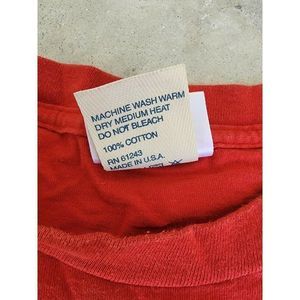 MACHINE WASH WARM
DRY MEDIUM HEAT
DO NOT BLEACH
100% COTTON
RN 61243
MADE IN U.S.A.